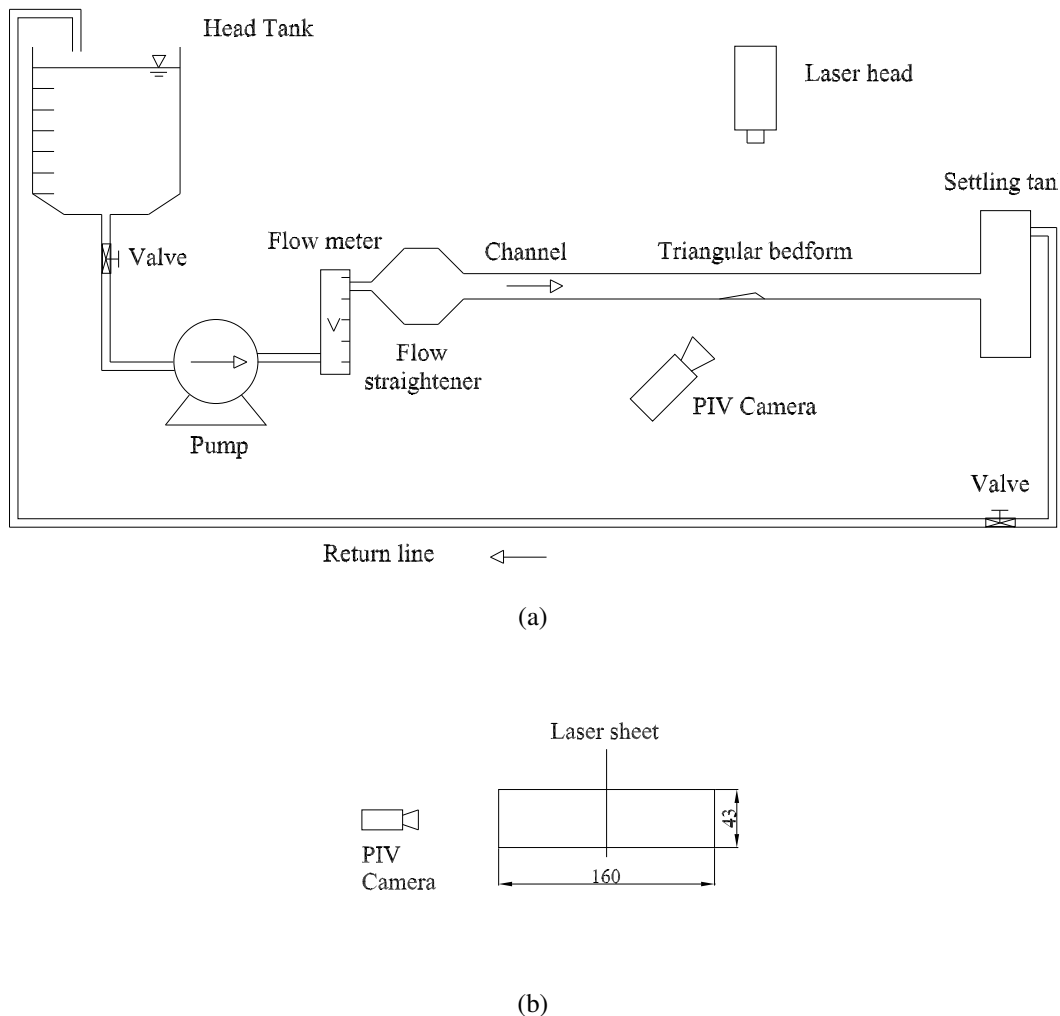 Head Tank
Laser head
Settling tan
Valve
Flow meter
Channel
Triangular bedform
Flow
straightener
PIV Camera
Pump
Valve
Return line
(a)
Laser sheet
43
PIV
Camera
160
(b)